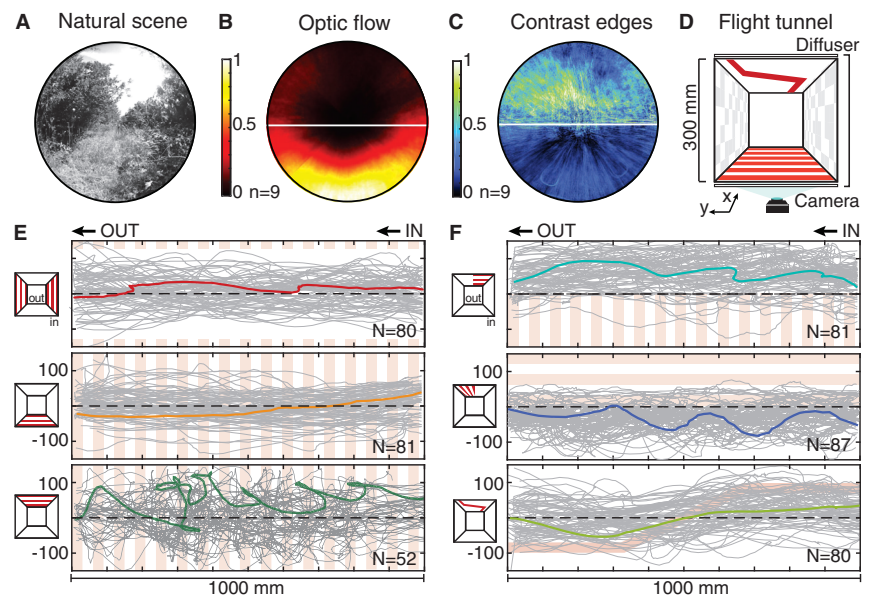 A Natural scene
B Optic flow
1
0.5
0 n=9
C Contrast edges
1
0.5
0 n=9
D Flight tunnel
Diffuser
300 mm
x
y
Camera
E
OUT
IN
out
in
N=80
100
-100
N=81
100
-100
N=52
1000 mm
F
OUT
IN
out
in
N=81
100
-100
N=87
100
-100
N=80
1000 mm